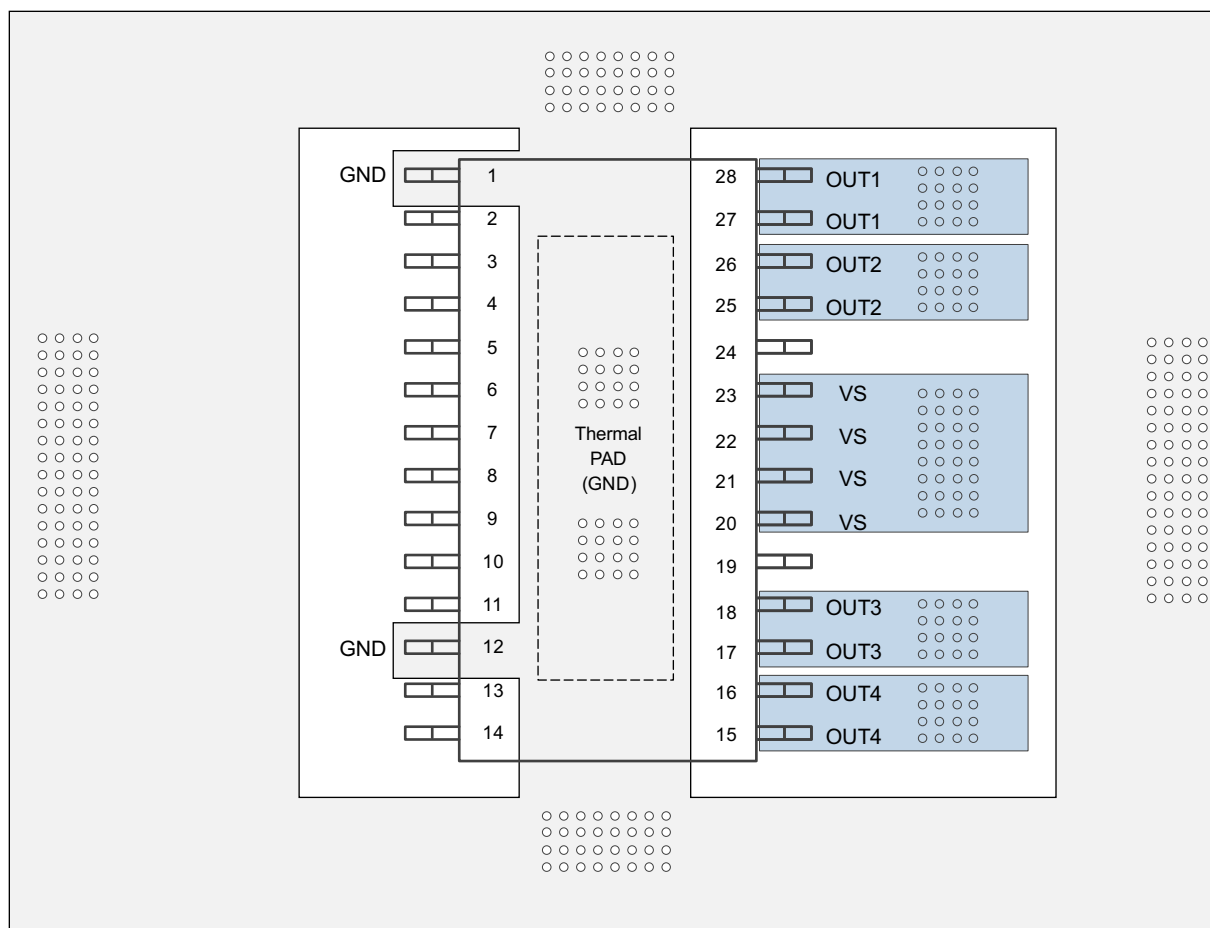 GND 1 28 OUT1
2 27 OUT1
3 26 OUT2
4 25 OUT2
5 24
6 23 VS
7 22 VS
Thermal
PAD
(GND)
8 21 VS
9 20 VS
10 19
11 18 OUT3
GND 12 17 OUT3
13 16 OUT4
14 15 OUT4